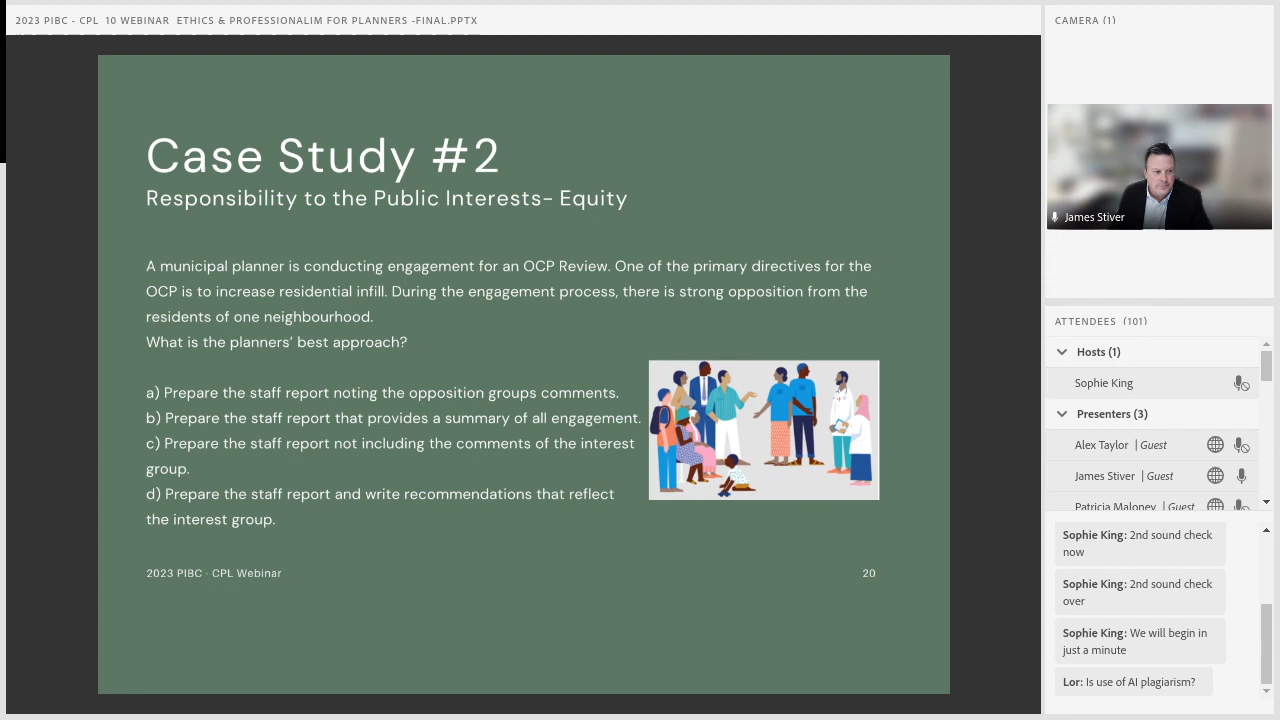 2023 PIBC - CPL 10 WEBINAR ETHICS & PROFESSIONALIM FOR PLANNERS -FINAL.PPTX
Case Study #2
Responsibility to the Public Interests- Equity
A municipal planner is conducting engagement for an OCP Review. One of the primary directives for the
OCP is to increase residential infill. During the engagement process, there is strong opposition from the
residents of one neighbourhood.
What is the planners’ best approach?
a) Prepare the staff report noting the opposition groups comments.
b) Prepare the staff report that provides a summary of all engagement.
c) Prepare the staff report not including the comments of the interest
group.
d) Prepare the staff report and write recommendations that reflect
the interest group.
2023 PIBC · CPL Webinar
20
CAMERA (1)
James Stiver
ATTENDEES (101)
Hosts (1)
Sophie King
Presenters (3)
Alex Taylor | Guest
James Stiver | Guest
Patricia Maloney | Guest
Sophie King: 2nd sound check
now
Sophie King: 2nd sound check
over
Sophie King: We will begin in
just a minute
Lor: Is use of AI plagiarism?